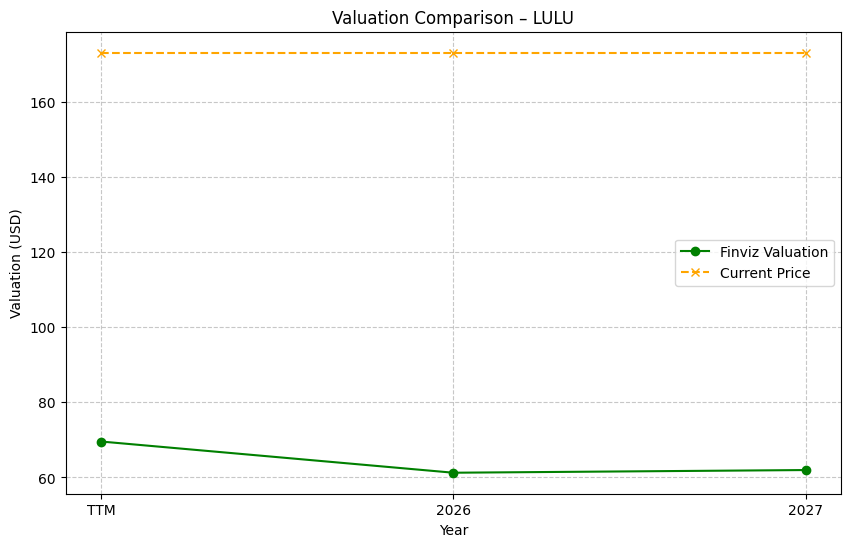 Valuation Comparison – LULU
Valuation (USD)
160
140
120
100
80
60
Finviz Valuation
Current Price
TTM
2026
2027
Year